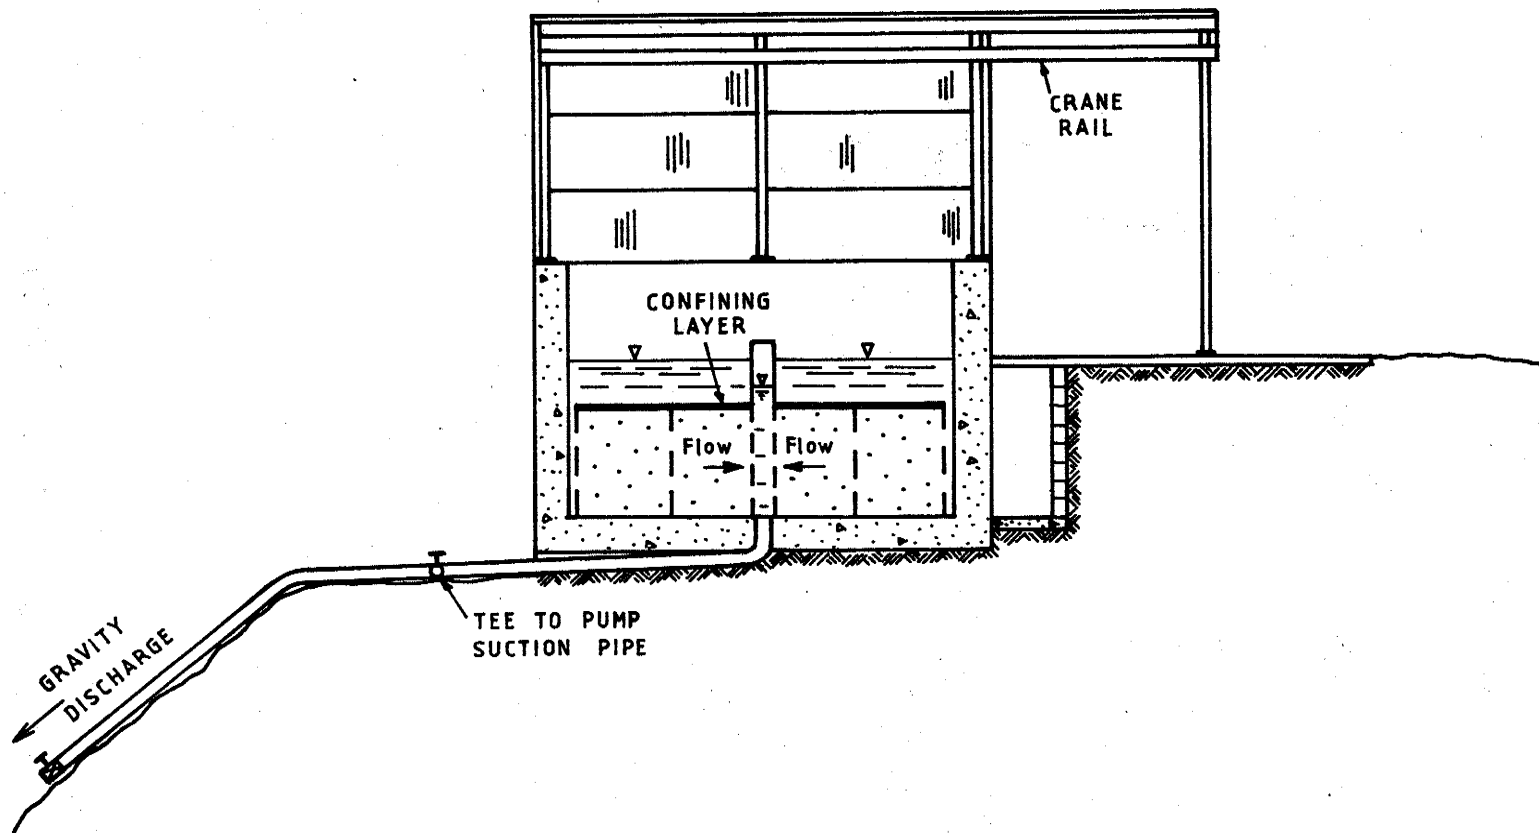 CRANE
RAIL
CONFINING
LAYER
Flow
Flow
TEE TO PUMP
SUCTION PIPE
GRAVITY
DISCHARGE